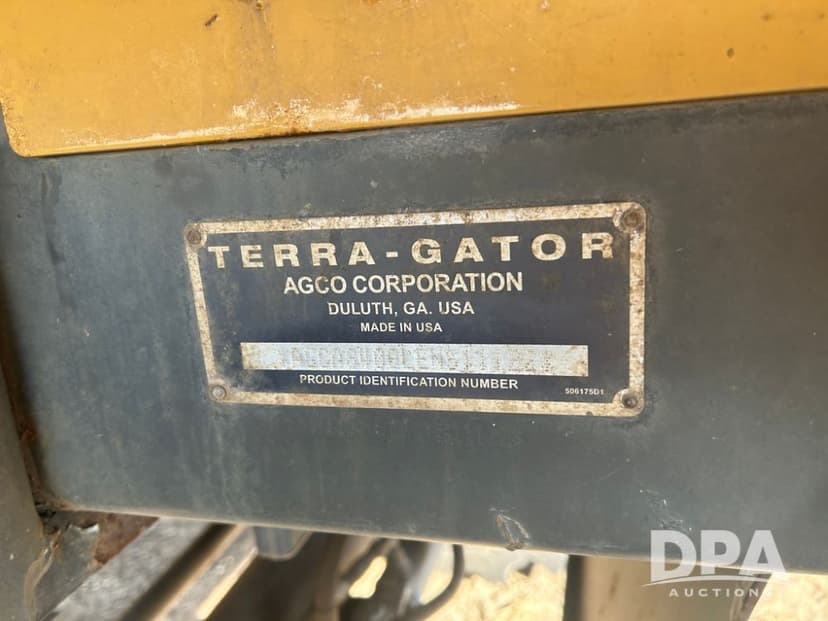 TERRA-GATOR
AGCO CORPORATION
DULUTH, GA. USA
MADE IN USA
PRODUCT IDENTIFICATION NUMBER
506175D1
DPA
AUCTIONS